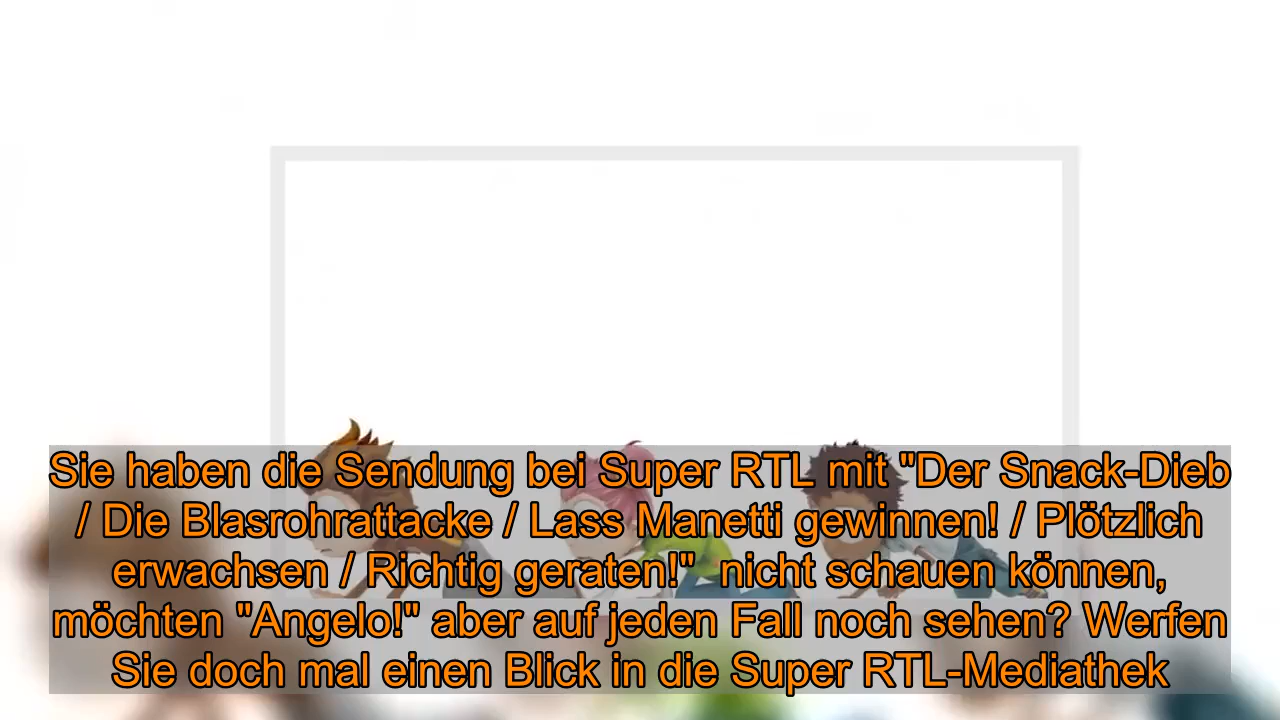 Sie haben die Sendung bei Super RTL mit "Der Snack-Dieb
/ Die Blasrohrattacke / Lass Manetti gewinnen! / Plötzlich
erwachsen / Richtig geraten!"  nicht schauen können,
möchten "Angelo!" aber auf jeden Fall noch sehen? Werfen
Sie doch mal einen Blick in die Super RTL-Mediathek